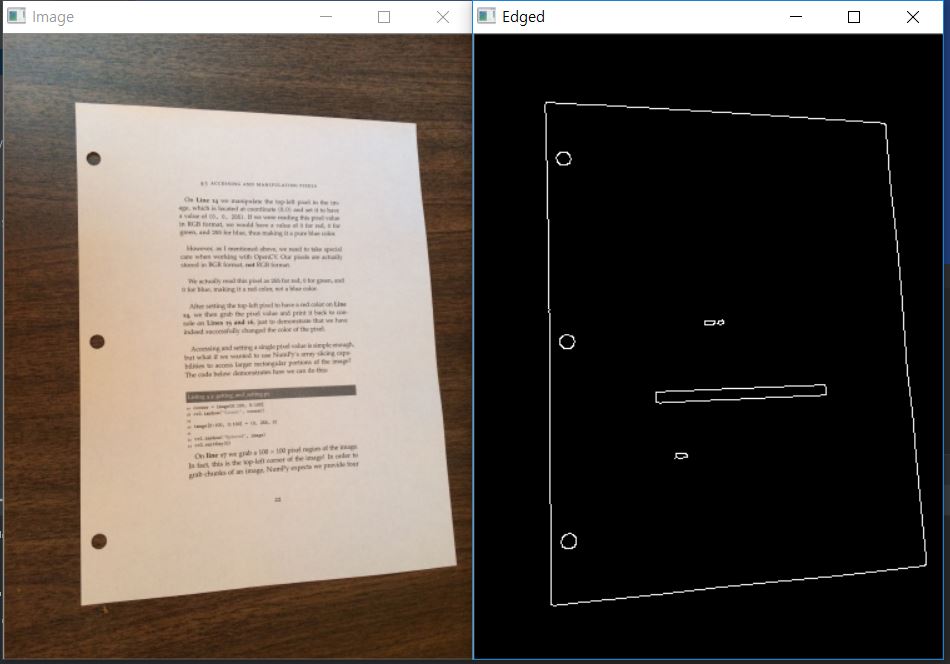 Image
Edged
9.3 ACCESSING AND MANIPULATING PIXELS
On Line 14 we manipulate the top-left pixel in the im-
age, which is located at coordinate (0,0) and set it to have
a value of (0, 0, 255). If we were reading this pixel value
in RGB format, we would have a value of 0 for red, 0 for
green, and 255 for blue, thus making it a pure blue color.
However, as I mentioned above, we need to take special
care when working with OpenCV. Our pixels are actually
stored in BGR format, not RGB format.
We actually read this pixel as 255 for red, 0 for green, and
0 for blue, making it a red color, not a blue color.
After setting the top-left pixel to have a red color on Line
14, we then grab the pixel value and print it back to con-
sole on Lines 15 and 16, just to demonstrate that we have
indeed successfully changed the color of the pixel.
Accessing and setting a single pixel value is simple enough,
but what if we wanted to use NumPy's array slicing capa-
bilities to access larger rectangular portions of the image?
The code below demonstrates how we can do this:
On line 17 we grab a 100 × 100 pixel region of the image.
In fact, this is the top-left corner of the image! In order to
grab chunks of an image, NumPy expects we provide four
22